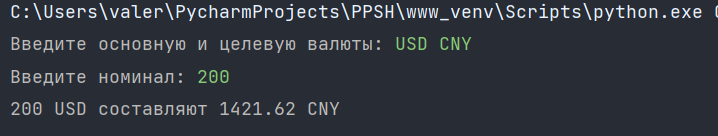 C:\Users\valer\PycharmProjects\PPSH\www_venv\Scripts\python.exe
Введите основную и целевую валюты: USD CNY
Введите номинал: 200
200 USD составляют 1421.62 CNY